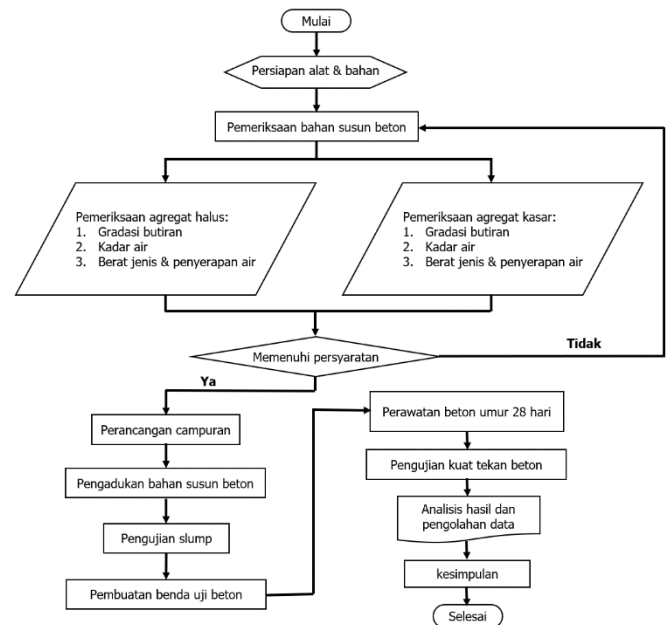 Mulai
Persiapan alat & bahan
Pemeriksaan bahan susun beton
Pemeriksaan agregat halus:
1. Gradasi butiran
2. Kadar air
3. Berat jenis & penyerapan air
Pemeriksaan agregat kasar:
1. Gradasi butiran
2. Kadar air
3. Berat jenis & penyerapan air
Memenuhi persyaratan
Tidak
Ya
Perancangan campuran
Pengadukan bahan susun beton
Pengujian slump
Pembuatan benda uji beton
Perawatan beton umur 28 hari
Pengujian kuat tekan beton
Analisis hasil dan
pengolahan data
kesimpulan
Selesai